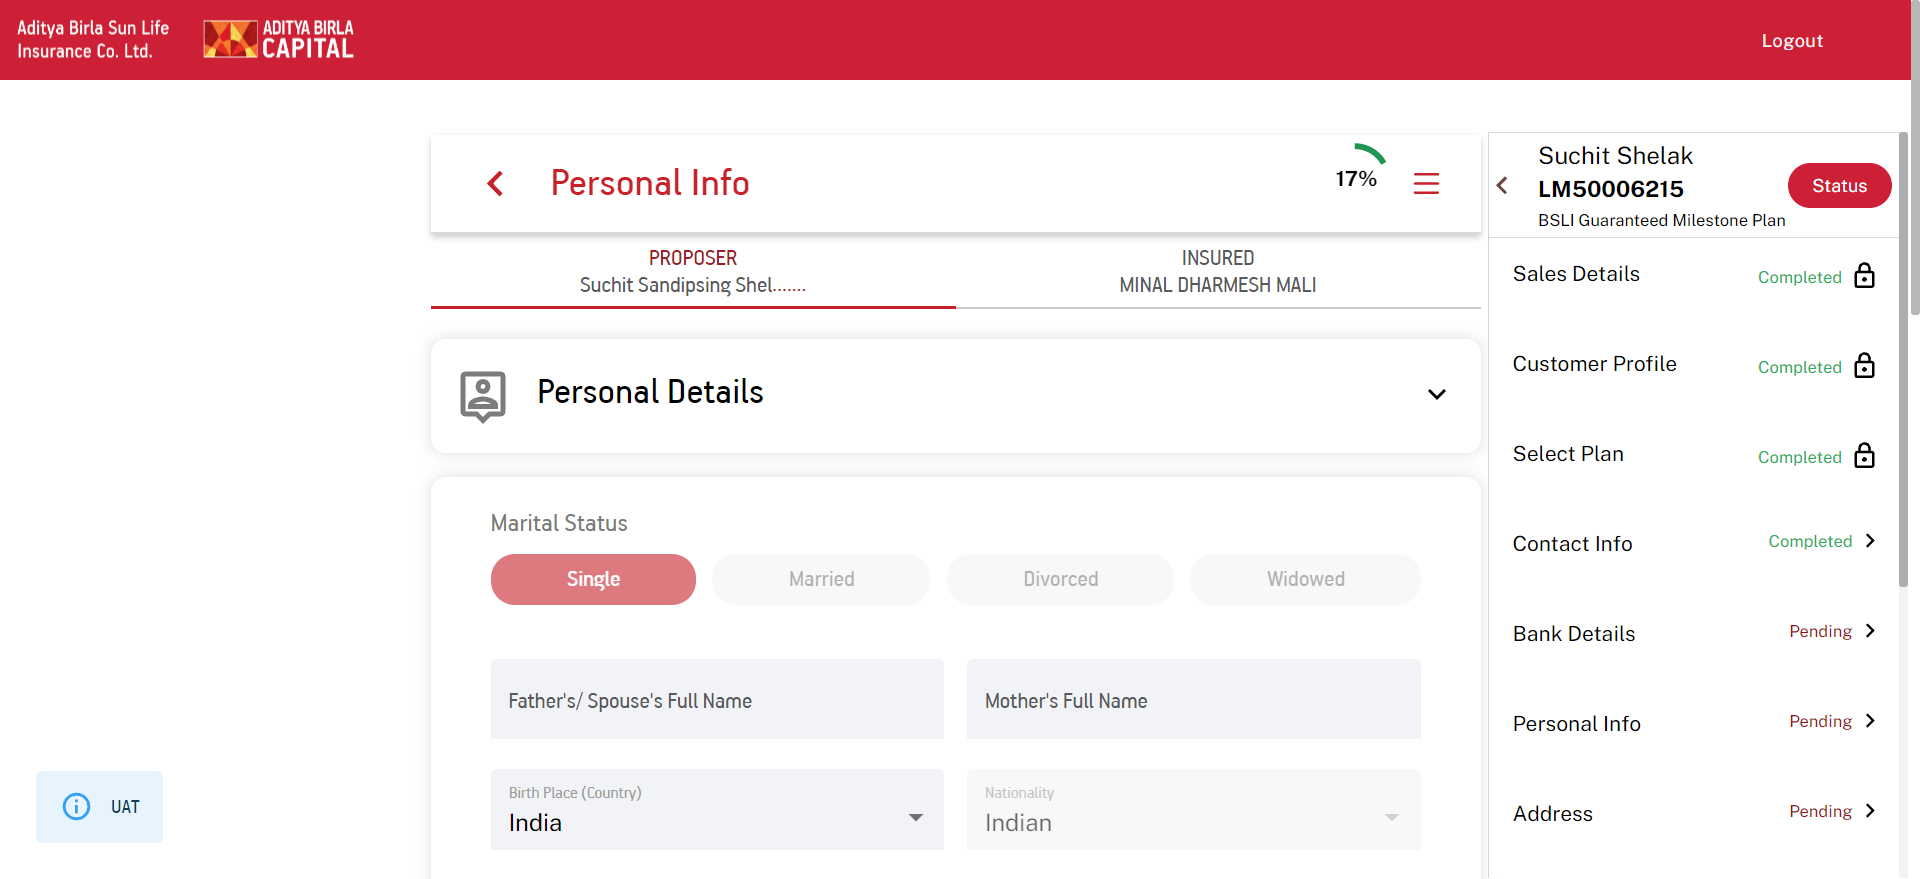 Aditya Birla Sun Life
Insurance Co. Ltd.
ADITYA BIRLA
CAPITAL
Logout
Personal Info
17%
PROPOSER
Suchit Sandipsing Shel.......
INSURED
MINAL DHARMESH MALI
Personal Details
Marital Status
Single
Married
Divorced
Widowed
Father's/ Spouse's Full Name
Mother's Full Name
Birth Place (Country)
India
Nationality
Indian
UAT
Suchit Shelak
LM50006215
BSLI Guaranteed Milestone Plan
Status
Sales Details
Completed
Customer Profile
Completed
Select Plan
Completed
Contact Info
Completed
Bank Details
Pending
Personal Info
Pending
Address
Pending